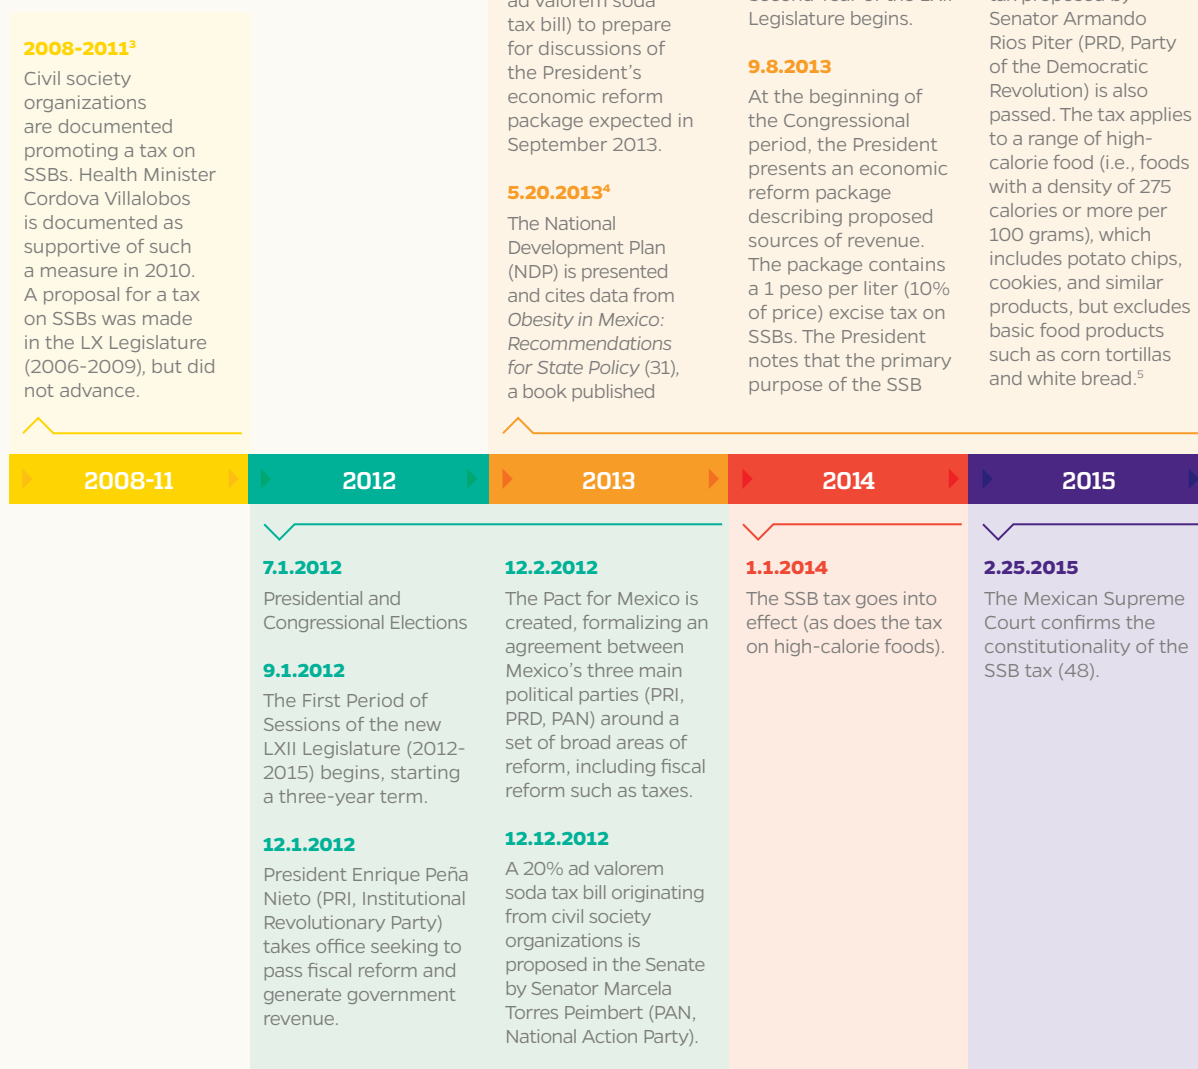 2008-2011³
Civil society
organizations
are documented
promoting a tax on
SSBs. Health Minister
Cordova Villalobos
is documented as
supportive of such
a measure in 2010.
A proposal for a tax
on SSBs was made
in the LX Legislature
(2006-2009), but did
not advance.
ad valorem soda
tax bill) to prepare
for discussions of
the President’s
economic reform
package expected in
September 2013.
5.20.2013⁴
The National
Development Plan
(NDP) is presented
and cites data from
Obesity in Mexico:
Recommendations
for State Policy (31),
a book published
Legislature begins.
9.8.2013
At the beginning of
the Congressional
period, the President
presents an economic
reform package
describing proposed
sources of revenue.
The package contains
a 1 peso per liter (10%
of price) excise tax on
SSBs. The President
notes that the primary
purpose of the SSB
tax proposed by
Senator Armando
Rios Piter (PRD, Party
of the Democratic
Revolution) is also
passed. The tax applies
to a range of high-
calorie food (i.e., foods
with a density of 275
calories or more per
100 grams), which
includes potato chips,
cookies, and similar
products, but excludes
basic food products
such as corn tortillas
and white bread.⁵
2008-11
2012
2013
2014
2015
7.1.2012
Presidential and
Congressional Elections
9.1.2012
The First Period of
Sessions of the new
LXII Legislature (2012-
2015) begins, starting
a three-year term.
12.1.2012
President Enrique Peña
Nieto (PRI, Institutional
Revolutionary Party)
takes office seeking to
pass fiscal reform and
generate government
revenue.
12.2.2012
The Pact for Mexico is
created, formalizing an
agreement between
Mexico’s three main
political parties (PRI,
PRD, PAN) around a
set of broad areas of
reform, including fiscal
reform such as taxes.
12.12.2012
A 20% ad valorem
soda tax bill originating
from civil society
organizations is
proposed in the Senate
by Senator Marcela
Torres Peimbert (PAN,
National Action Party).
1.1.2014
The SSB tax goes into
effect (as does the tax
on high-calorie foods).
2.25.2015
The Mexican Supreme
Court confirms the
constitutionality of the
SSB tax (48).